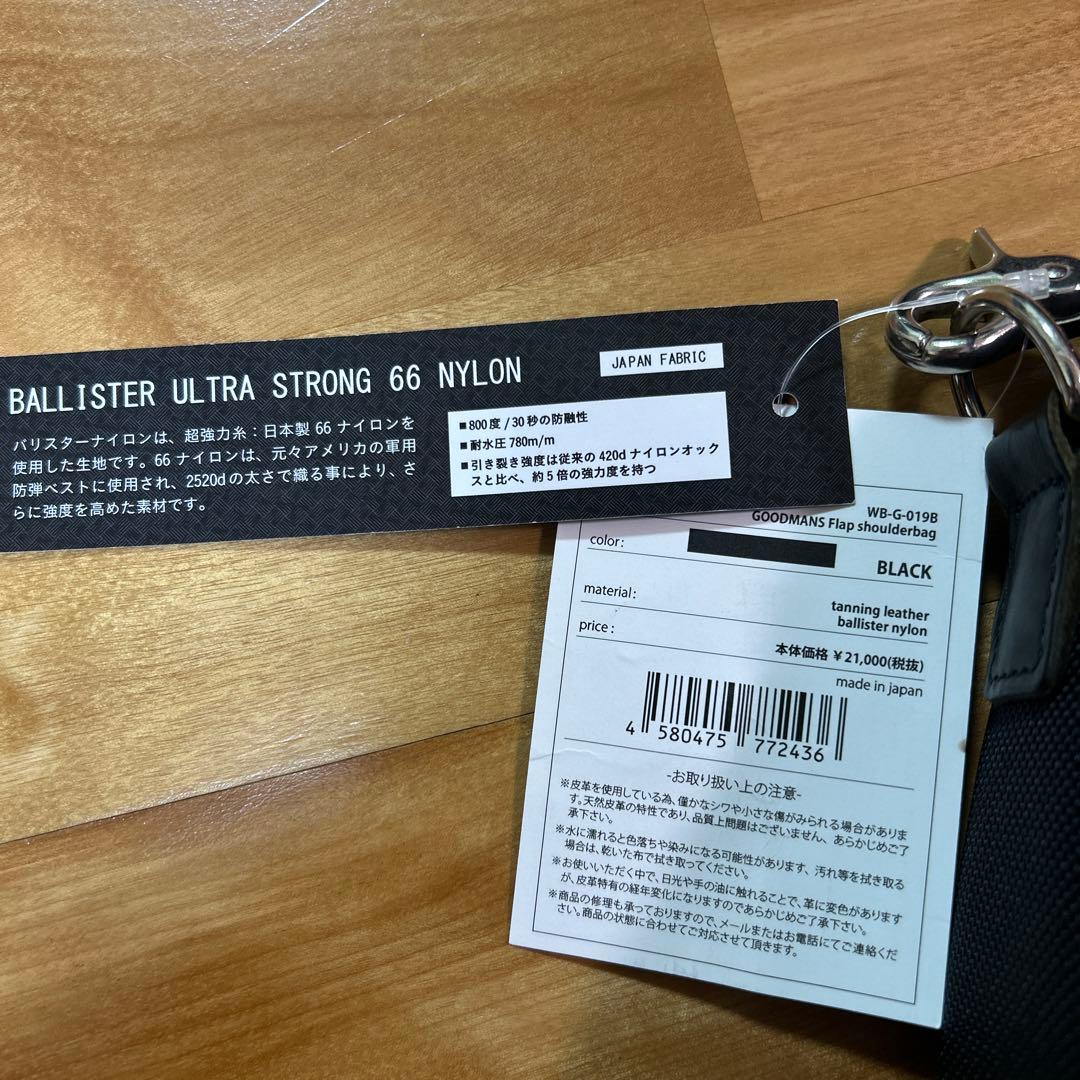 BALLISTER ULTRA STRONG 66 NYLON
JAPAN FABRIC
バリスターナイロンは、超強力糸：日本製 66 ナイロンを
使用した生地です。66 ナイロンは、元々アメリカの軍用
防弾ベストに使用され、2520d の太さで織る事により、さ
らに強度を高めた素材です。
■800度/30秒の防融性
■耐水圧 780m/m
■引き裂き強度は従来の 420d ナイロンオック
スと比べ、約5倍の強力度を持つ
WB-G-019B
GOODMANS Flap shoulderbag
color:
BLACK
material:
tanning leather
ballister nylon
price:
本体価格 ¥21,000(税抜)
made in japan
4 580475 772436
-お取り扱い上の注意-
※皮革を使用している為、僅かなシワや小さな傷がみられる場合がありま
す。天然皮革の特性であり、品質上問題はございません、あらかじめご了
承下さい。
※水に濡れると色落ちや染みになる可能性があります、汚れ等を拭き取る
場合は、乾いた布で拭き取ってください。
※お使いいただく中で、日光や手の油に触れることで、革に変色があります
が、皮革特有の経年変化になりますのであらかじめご了承下さい。
※商品の修理も承っておりますので、メールまたはお電話にてご連絡くだ
さい。商品の状態に合わせてご対応させて頂きます。